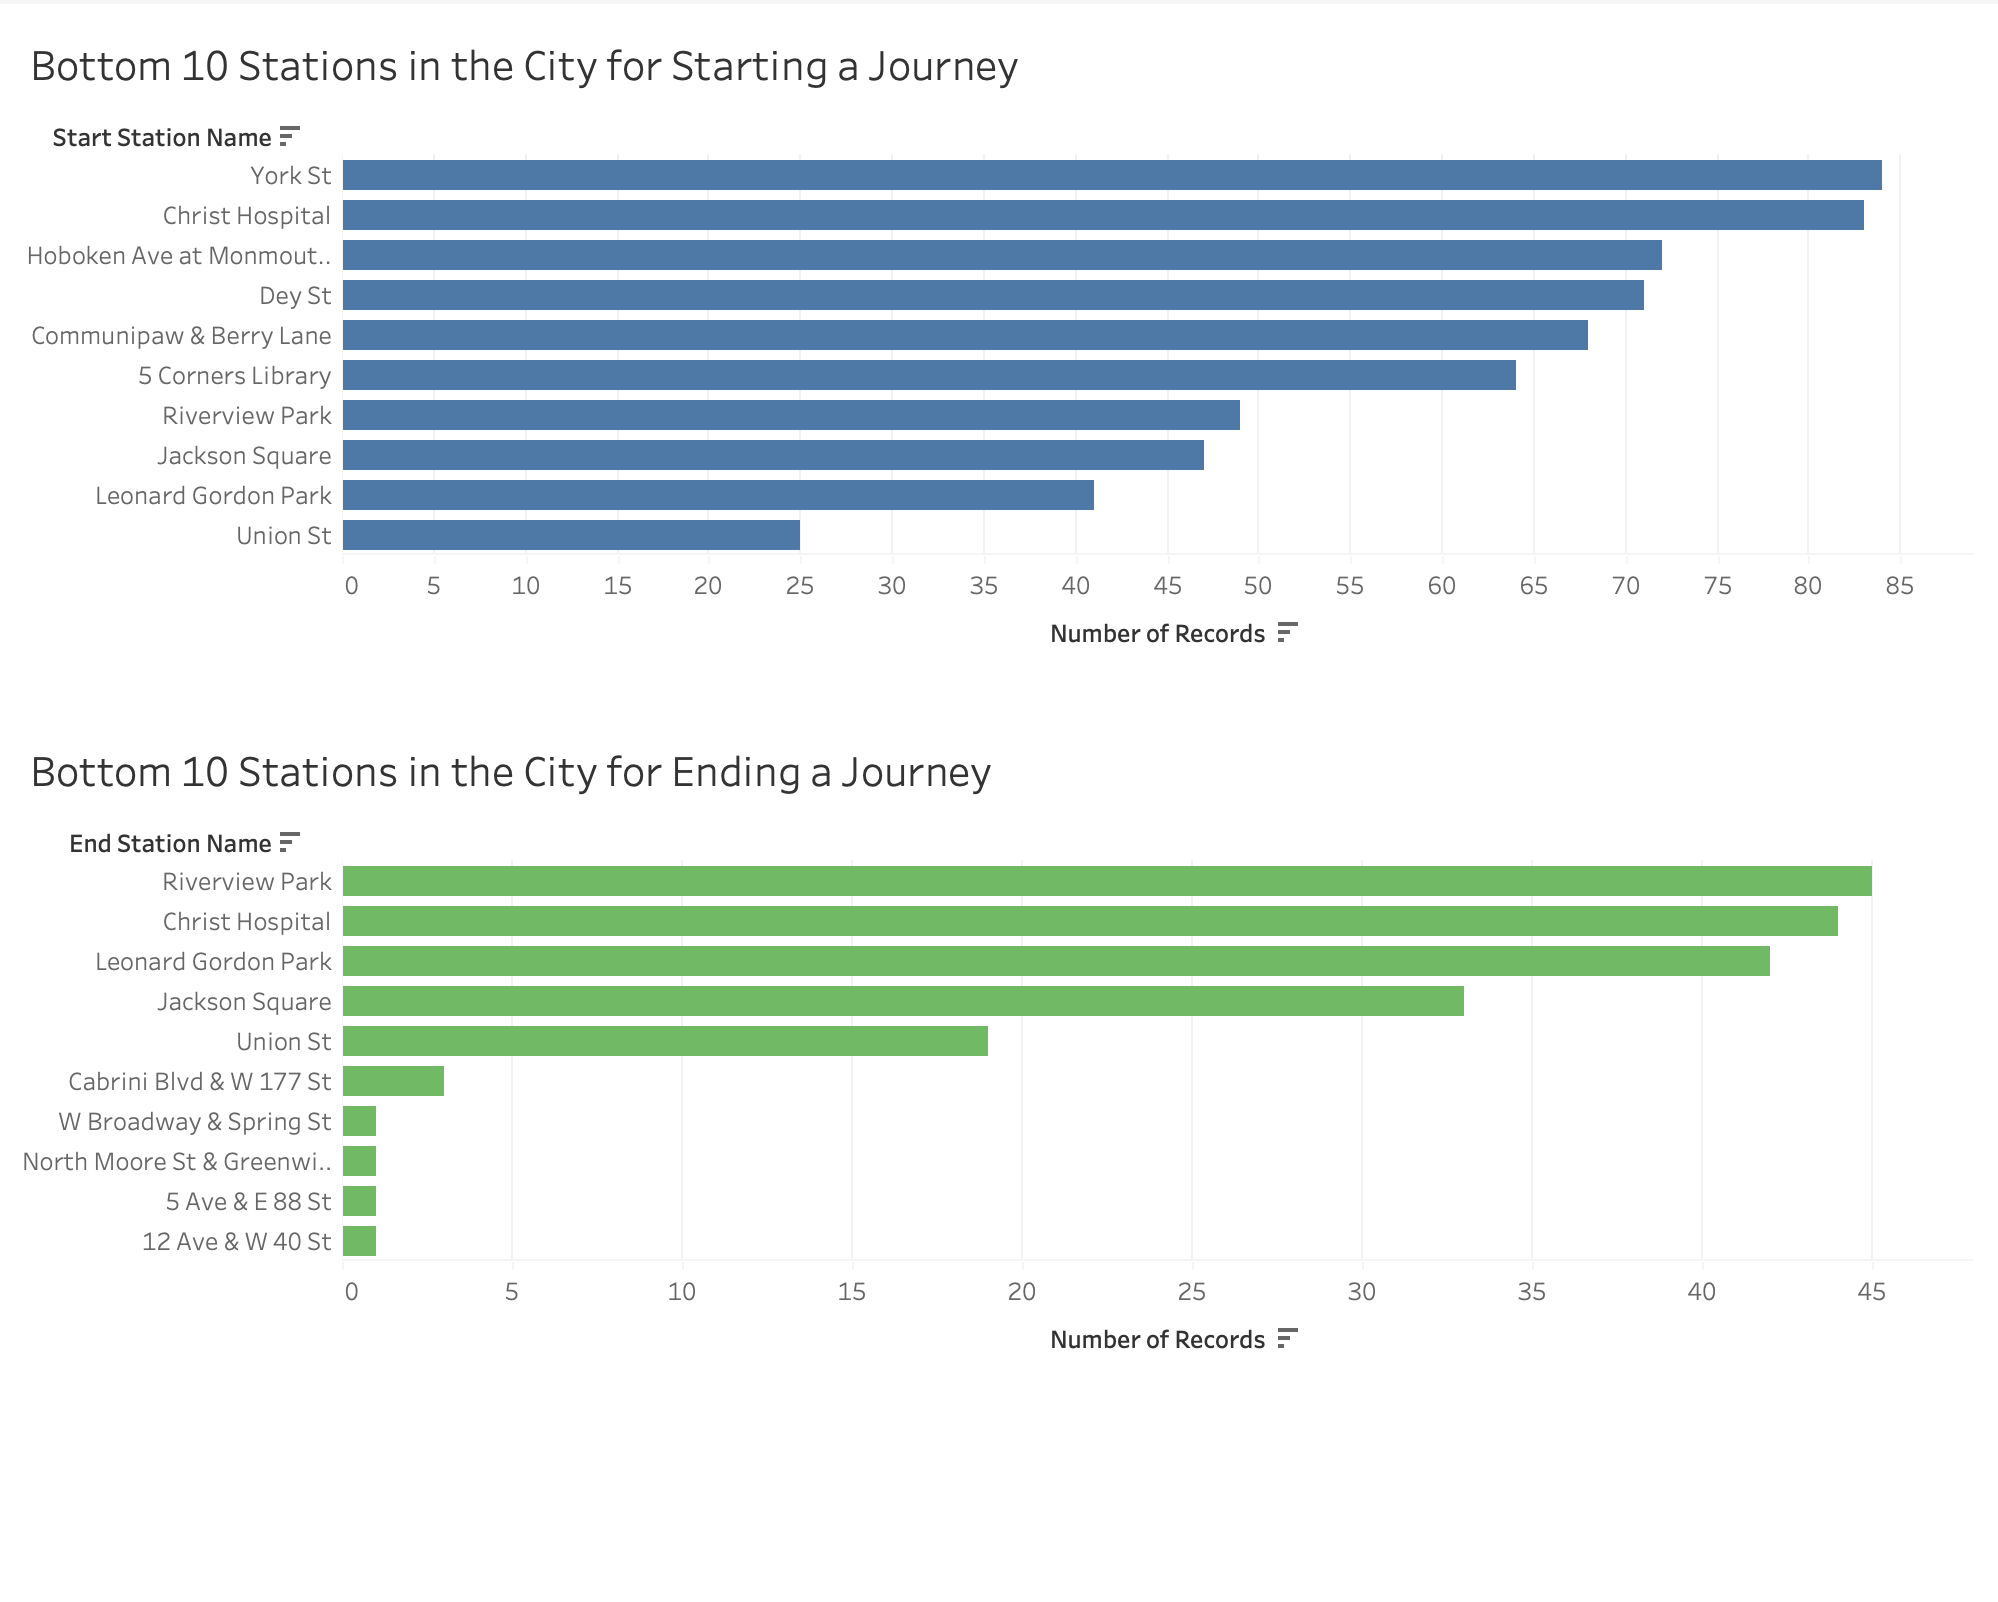 Bottom 10 Stations in the City for Starting a Journey
Start Station Name
York St
Christ Hospital
Hoboken Ave at Monmout..
Dey St
Communipaw & Berry Lane
5 Corners Library
Riverview Park
Jackson Square
Leonard Gordon Park
Union St
0 5 10 15 20 25 30 35 40 45 50 55 60 65 70 75 80 85
Number of Records
Bottom 10 Stations in the City for Ending a Journey
End Station Name
Riverview Park
Christ Hospital
Leonard Gordon Park
Jackson Square
Union St
Cabrini Blvd & W 177 St
W Broadway & Spring St
North Moore St & Greenwi..
5 Ave & E 88 St
12 Ave & W 40 St
0 5 10 15 20 25 30 35 40 45
Number of Records